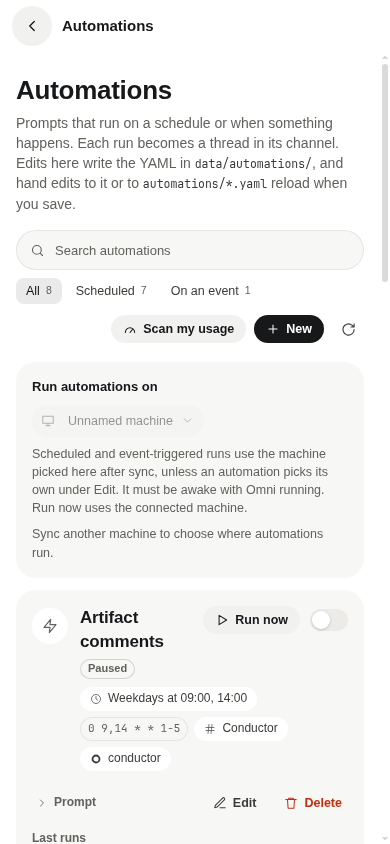 Automations
Automations
Prompts that run on a schedule or when something
happens. Each run becomes a thread in its channel.
Edits here write the YAML in data/automations/, and
hand edits to it or to automations/*.yaml reload when
you save.
Search automations
All 8 Scheduled 7 On an event 1
Scan my usage New
Run automations on
Unnamed machine
Scheduled and event-triggered runs use the machine
picked here after sync, unless an automation picks its
own under Edit. It must be awake with Omni running.
Run now uses the connected machine.
Sync another machine to choose where automations
run.
Artifact
comments
Run now
Paused
Weekdays at 09:00, 14:00
0 9,14 * * 1-5 Conductor
conductor
Prompt Edit Delete
Last runs